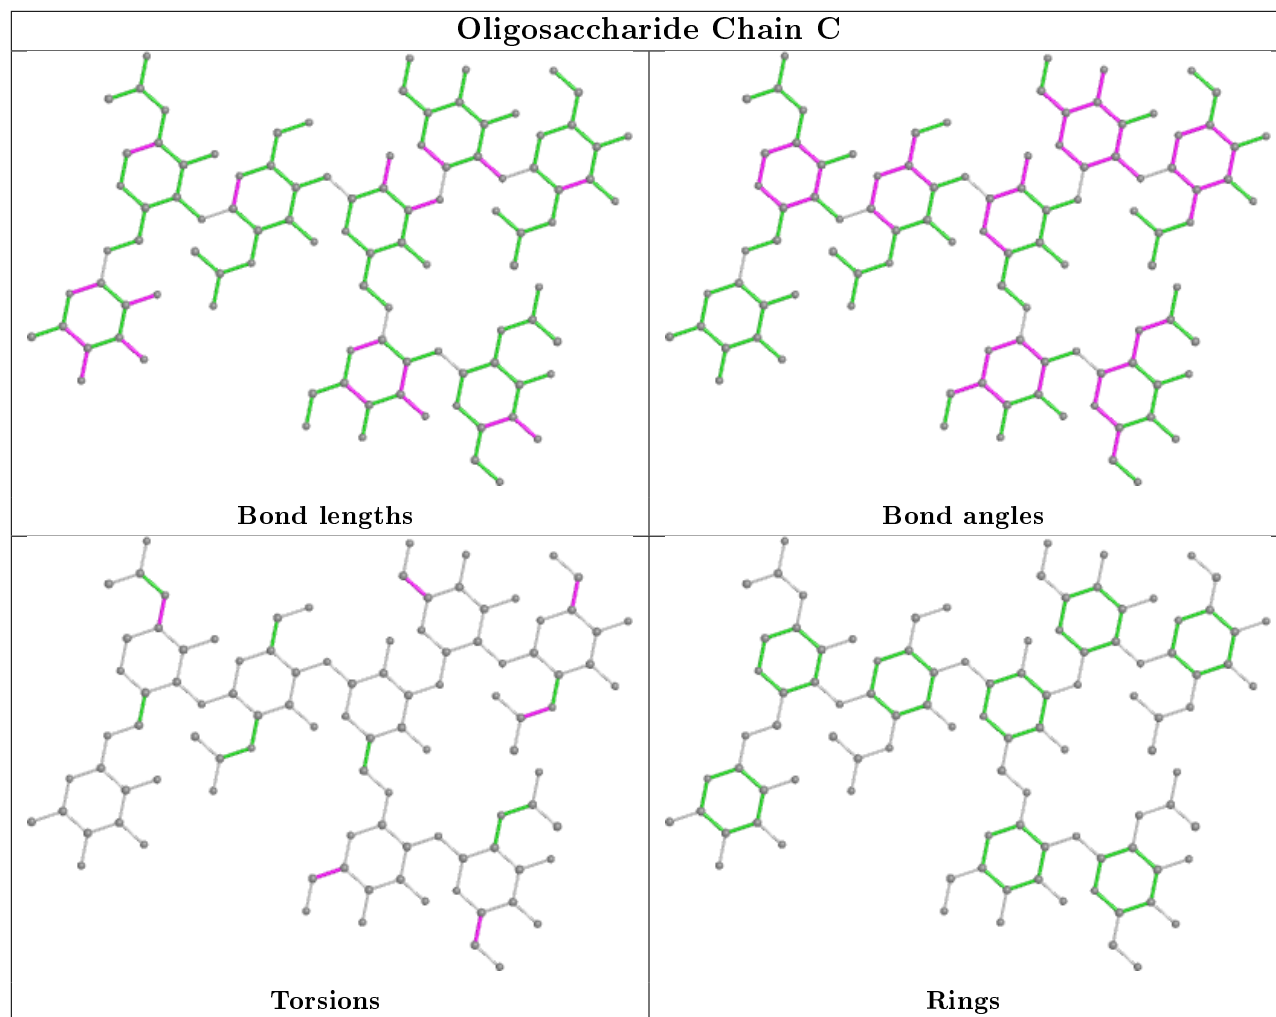 Oligosaccharide Chain C
Bond lengths
Bond angles
Torsions
Rings